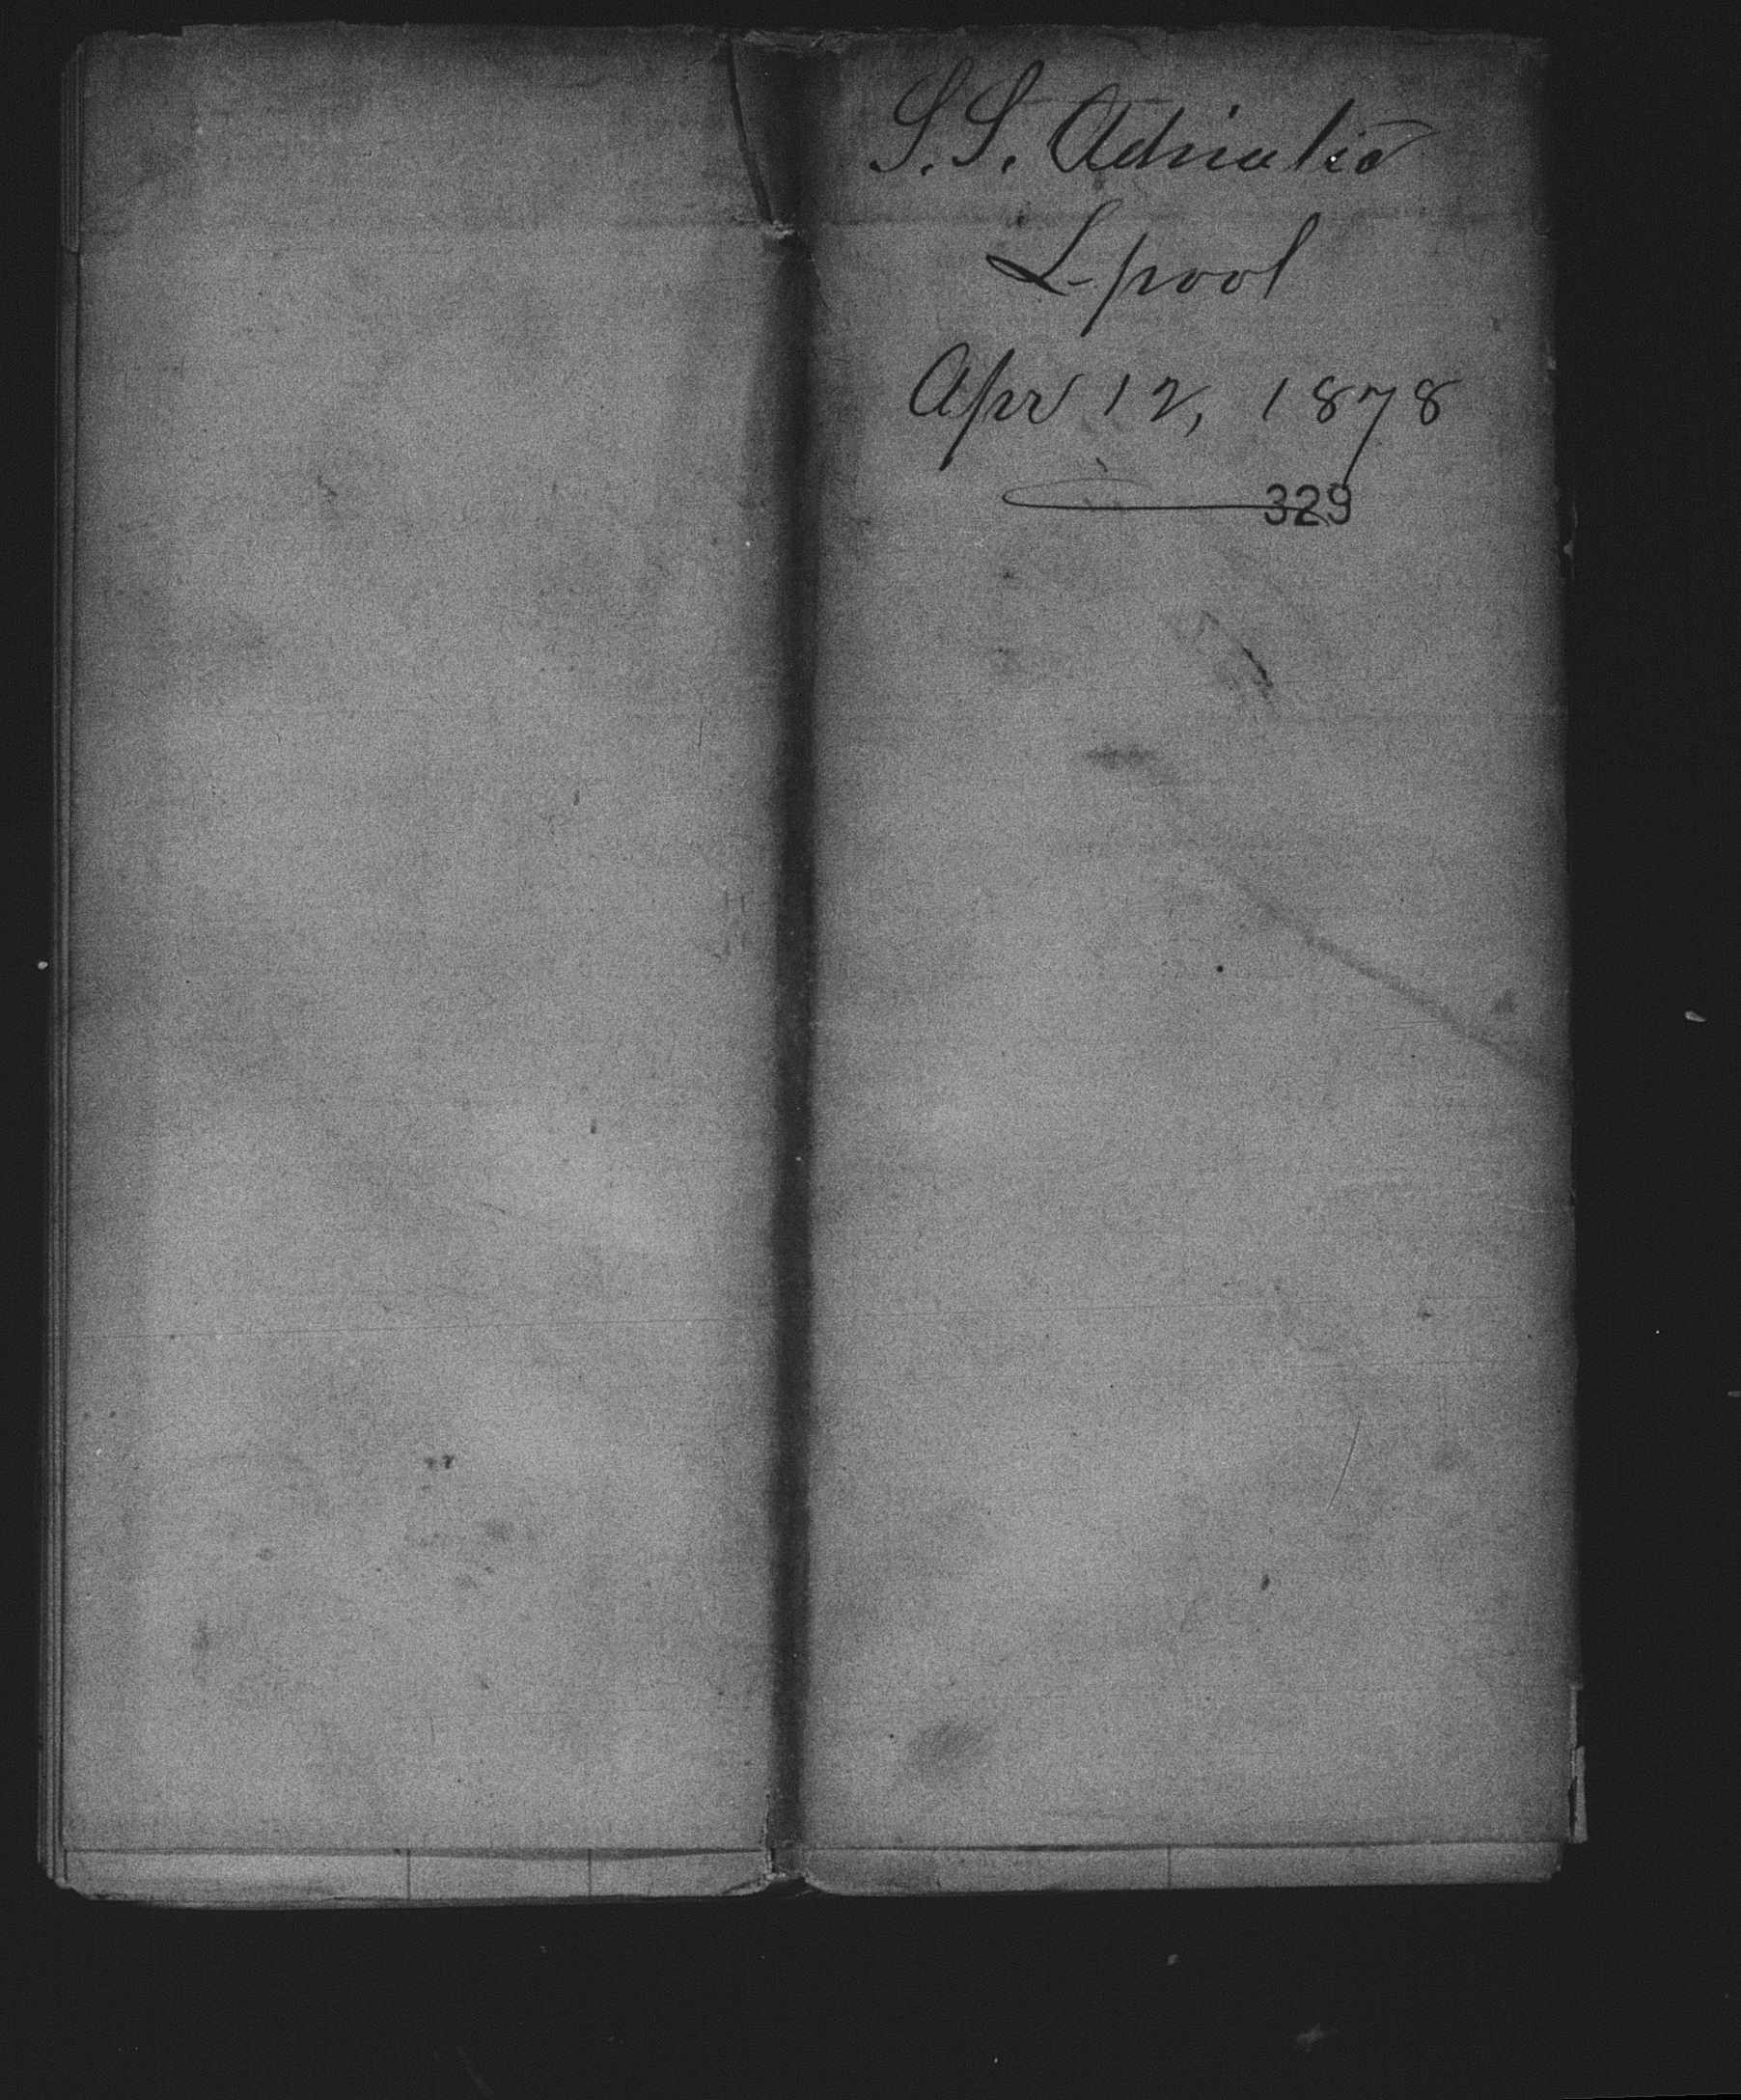 S.S. Adriatic
L-pool
Apr 12, 1878
329